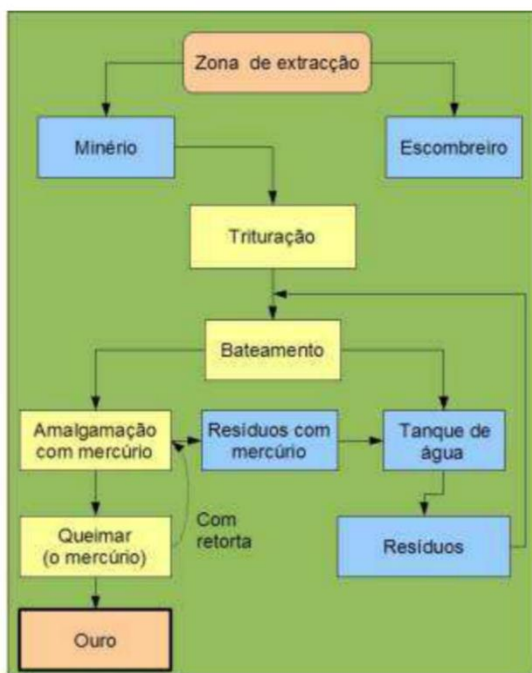 Zona de extracção
Minério
Escombreiro
Trituração
Bateamento
Amalgamação
com mercúrio
Resíduos com
mercúrio
Tanque de
água
Com
retorta
Queimar
(o mercúrio)
Resíduos
Ouro